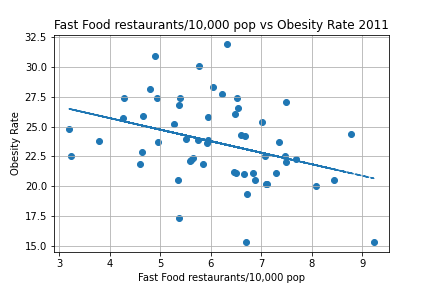 Fast Food restaurants/10,000 pop vs Obesity Rate 2011
32.5
30.0
27.5
25.0
22.5
20.0
17.5
15.0
Obesity Rate
3 4 5 6 7 8 9
Fast Food restaurants/10,000 pop